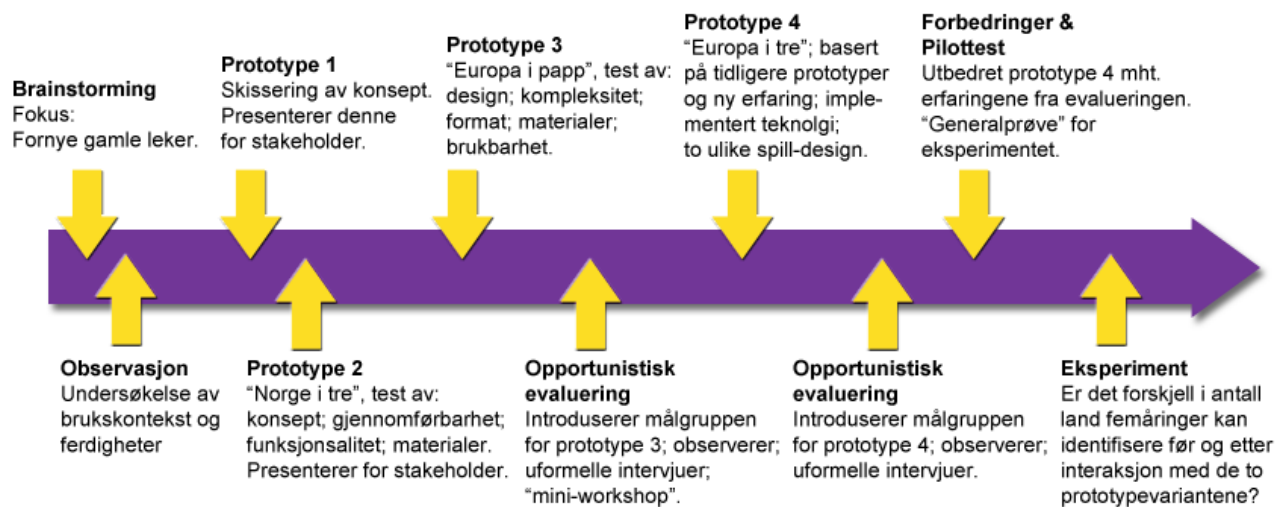 Brainstorming
Fokus:
Fornye gamle leker.
Prototype 1
Skissering av konsept.
Presenterer denne
for stakeholder.
Prototype 3
“Europa i papp”, test av:
design; kompleksitet;
format; materialer;
brukbarhet.
Prototype 4
“Europa i tre”; basert
på tidligere prototyper
og ny erfaring; imple-
mentert teknolgi;
to ulike spill-design.
Forbedringer &
Pilottest
Utbedret prototype 4 mht.
erfaringene fra evalueringen.
“Generalprøve” for
eksperimentet.
Observasjon
Undersøkelse av
brukskontekst og
ferdigheter
Prototype 2
“Norge i tre”, test av:
konsept; gjennomførbarhet;
funksjonsalitet; materialer.
Presenterer for stakeholder.
Opportunistisk
evaluering
Introduserer målgruppen
for prototype 3; observerer;
uformelle intervjuer;
“mini-workshop”.
Opportunistisk
evaluering
Introduserer målgruppen
for prototype 4; observerer;
uformelle intervjuer.
Eksperiment
Er det forskjell i antall
land femåringer kan
identifisere før og etter
interaksjon med de to
prototypevariantene?